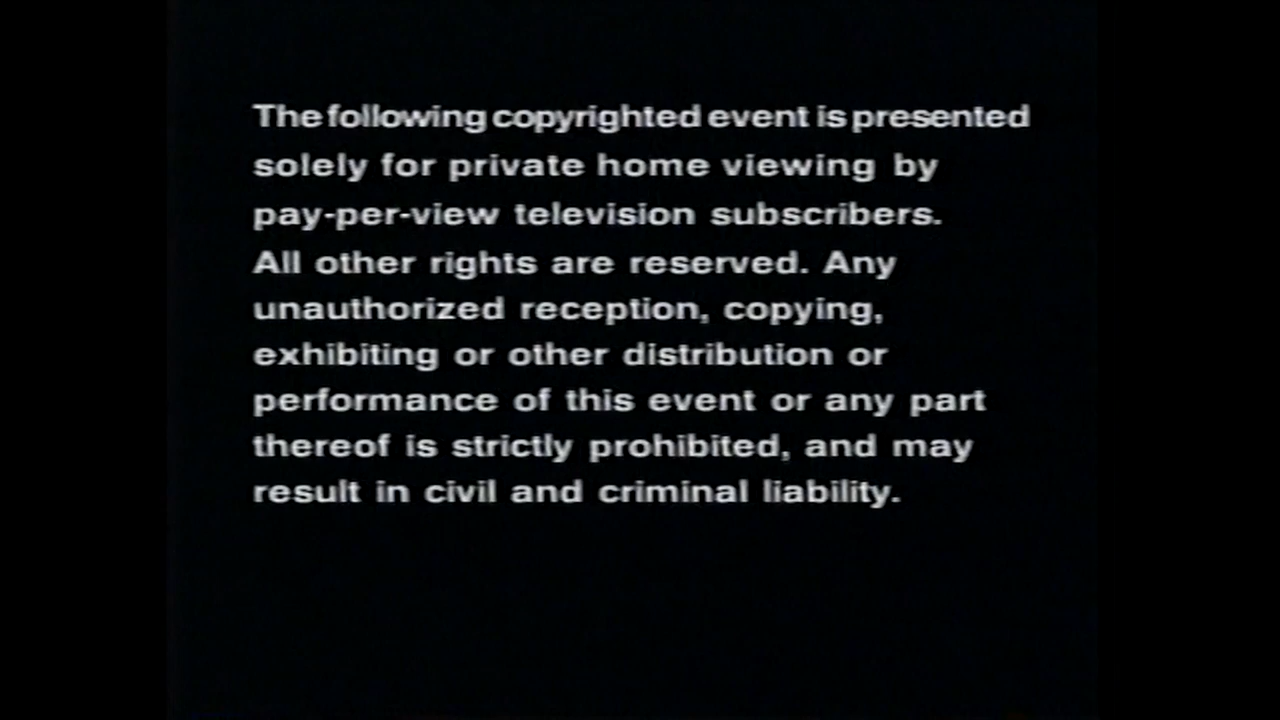 The following copyrighted event is presented
solely for private home viewing by
pay-per-view television subscribers.
All other rights are reserved. Any
unauthorized reception, copying,
exhibiting or other distribution or
performance of this event or any part
thereof is strictly prohibited, and may
result in civil and criminal liability.